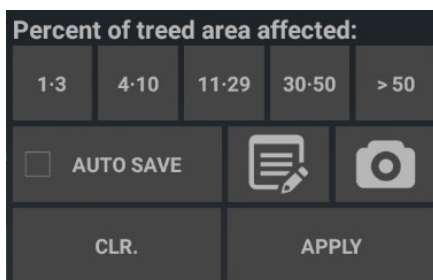 Percent of treed area affected:
1·3 4·10 11·29 30·50 > 50
AUTO SAVE
CLR. APPLY